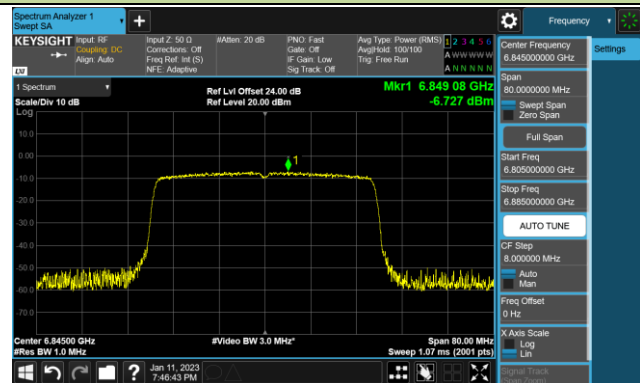 Spectrum Analyzer 1
Swept SA
Frequency
KEYSIGHT
Input: RF
Coupling: DC
Align: Auto
Input Z: 50 Ω
Corrections: Off
Freq Ref: Int (S)
NFE: Adaptive
#Atten: 20 dB
PNO: Fast
Gate: Off
IF Gain: Low
Sig Track: Off
Avg Type: Power (RMS)
Avg|Hold: 100/100
Trig: Free Run
1 2 3 4 5 6
A W W W W W
A N N N N N
LXI
1 Spectrum
Scale/Div 10 dB
Log
Ref Lvl Offset 24.00 dB
Ref Level 20.00 dBm
Mkr1 6.849 08 GHz
-6.727 dBm
1
10.0
0.00
-10.0
-20.0
-30.0
-40.0
-50.0
-60.0
-70.0
Center 6.84500 GHz
#Res BW 1.0 MHz
#Video BW 3.0 MHz*
Span 80.00 MHz
Sweep 1.07 ms (2001 pts)
Jan 11, 2023
7:46:43 PM
Center Frequency
6.845000000 GHz
Span
80.0000000 MHz
Swept Span
Zero Span
Full Span
Start Freq
6.805000000 GHz
Stop Freq
6.885000000 GHz
AUTO TUNE
CF Step
8.000000 MHz
Auto
Man
Freq Offset
0 Hz
X Axis Scale
Log
Lin
Signal Track
(Span Zoom)
Settings